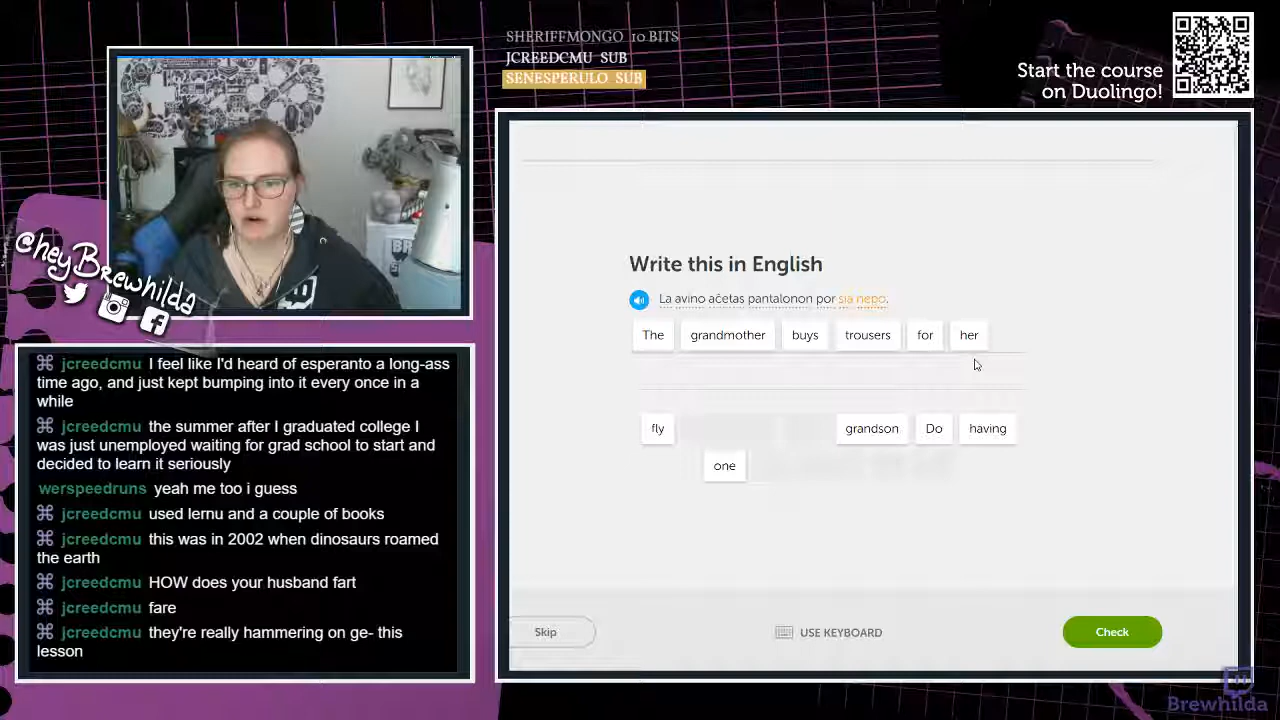 SHERIFFMONGO 10 BITS
JCREEDCMU SUB
SENESPERULO SUB
Start the course
on Duolingo!
@heyBrewhilda
⌘ jcreedcmu I feel like I'd heard of esperanto a long-ass
time ago, and just kept bumping into it every once in a
while
⌘ jcreedcmu the summer after I graduated college I
was just unemployed waiting for grad school to start and
decided to learn it seriously
werspeedruns yeah me too i guess
⌘ jcreedcmu used lernu and a couple of books
⌘ jcreedcmu this was in 2002 when dinosaurs roamed
the earth
⌘ jcreedcmu HOW does your husband fart
⌘ jcreedcmu fare
⌘ jcreedcmu they're really hammering on ge- this
lesson
Write this in English
La avino aĉetas pantalonon por sia nepo.
The grandmother buys trousers for her
fly grandson Do having
one
Skip USE KEYBOARD Check
Brewhilda